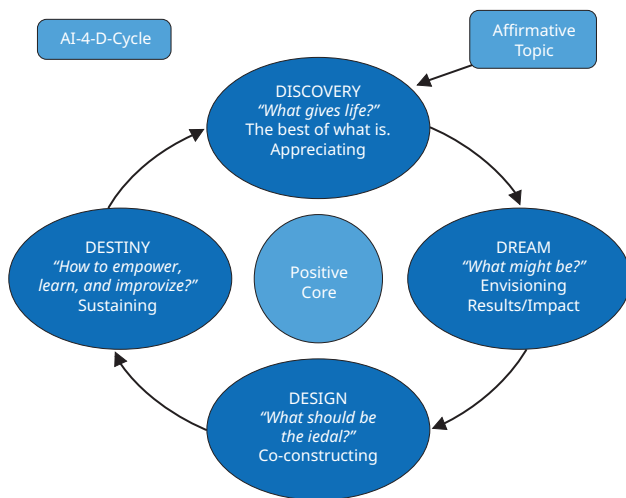 AI-4-D-Cycle
Affirmative
Topic
DISCOVERY
“What gives life?”
The best of what is.
Appreciating
DESTINY
“How to empower,
learn, and improvize?”
Sustaining
Positive
Core
DREAM
“What might be?”
Envisioning
Results/Impact
DESIGN
“What should be
the iedal?”
Co-constructing